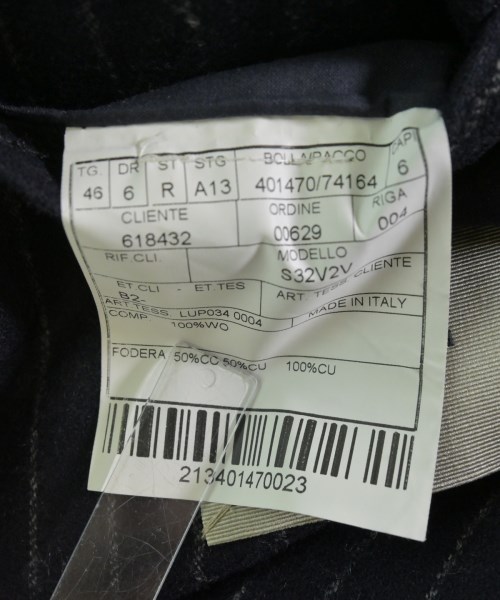 TG. DR ST STG BOLLA/PACCO CAPI
46 6 R A13 401470/74164 6
CLIENTE ORDINE RIGA
618432 00629 004
RIF.CLI. MODELLO
S32V2V
ET CLI - ET.TES ART. TESS. CLIENTE
B2-
ART.TESS. LUP034 0004 MADE IN ITALY
COMP 100%WO
FODERA 50%CC 50%CU 100%CU
213401470023